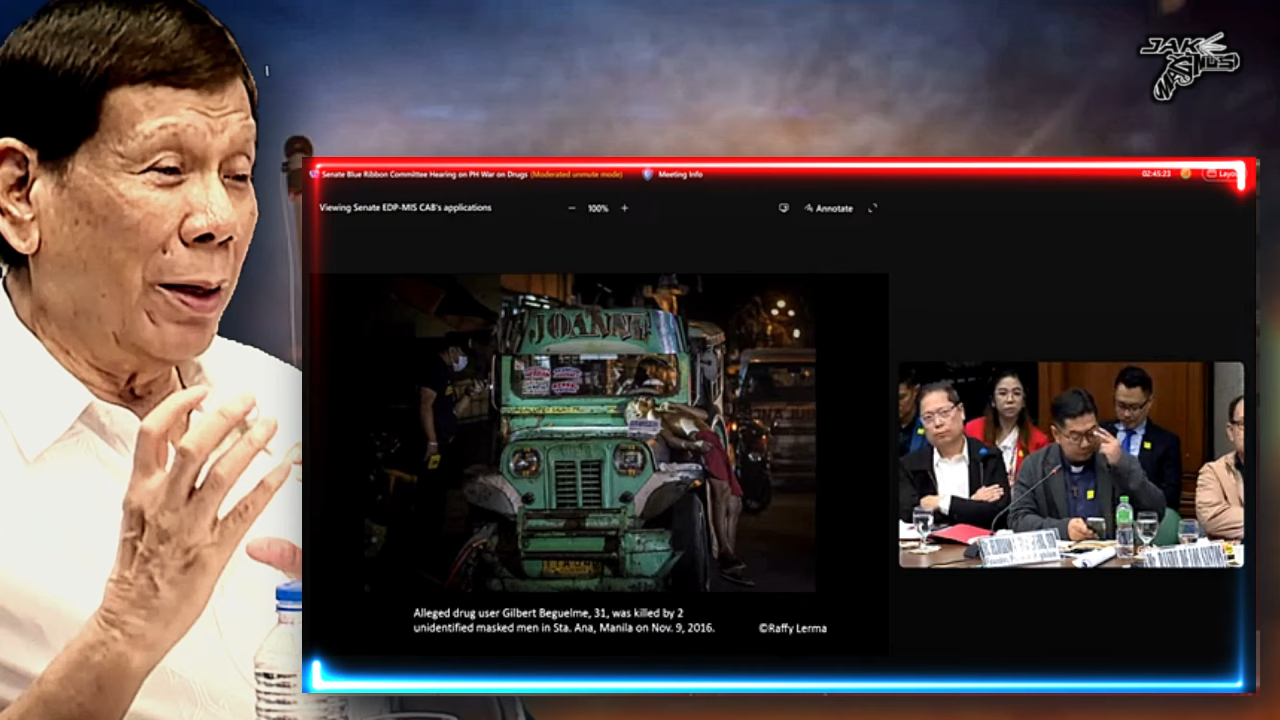 JAK
MASMUSI
Senate Blue Ribbon Committee Hearing on PH War on Drugs (Moderated unmute mode) Meeting Info 02:45:23 Layo
Viewing Senate EDP-MIS CAB's applications − 100% + Annotate
JOANNE
Alleged drug user Gilbert Beguelme, 31, was killed by 2
unidentified masked men in Sta. Ana, Manila on Nov. 9, 2016. ©Raffy Lerma